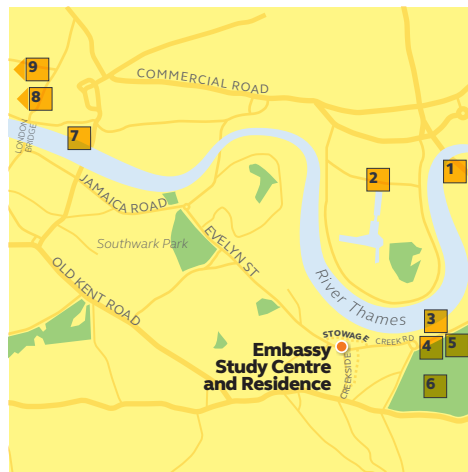 9
COMMERCIAL ROAD
8
LONDON
BRIDGE
7
1
2
JAMAICA ROAD
Southwark Park
EVELYN ST
OLD KENT ROAD
River Thames
3
STOWAGE
CREEK RD
4
5
Embassy
Study Centre
and Residence
CREEKSIDE
6